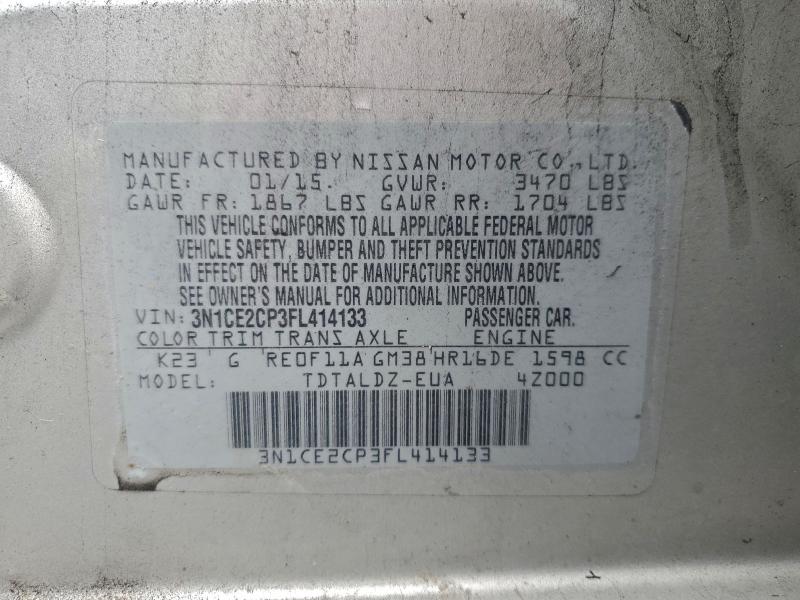 MANUFACTURED BY NISSAN MOTOR CO., LTD.
DATE: 01/15. GVWR: 3470 LBS
GAWR FR: 1867 LBS GAWR RR: 1704 LBS
THIS VEHICLE CONFORMS TO ALL APPLICABLE FEDERAL MOTOR
VEHICLE SAFETY, BUMPER AND THEFT PREVENTION STANDARDS
IN EFFECT ON THE DATE OF MANUFACTURE SHOWN ABOVE.
SEE OWNER'S MANUAL FOR ADDITIONAL INFORMATION.
VIN: 3N1CE2CP3FL414133 PASSENGER CAR.
COLOR TRIM TRANS AXLE ENGINE
K23 G RE0F11A GM38 HR16DE 1598 CC
MODEL: TDTALDZ-EUA 4Z000
3N1CE2CP3FL414133